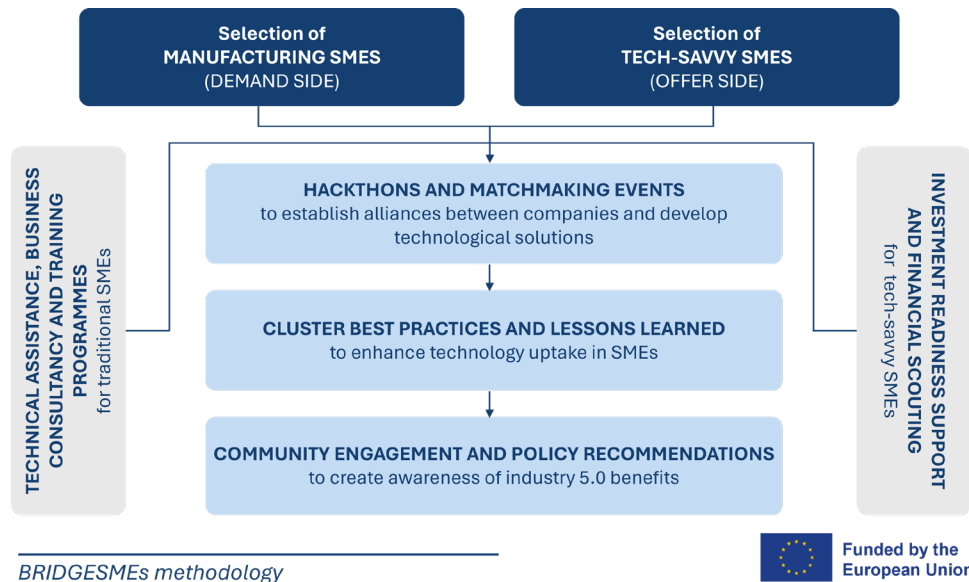 Selection of
MANUFACTURING SMES
(DEMAND SIDE)
Selection of
TECH-SAVVY SMES
(OFFER SIDE)
TECHNICAL ASSISTANCE, BUSINESS
CONSULTANCY AND TRAINING
PROGRAMMES
for traditional SMEs
HACKTHONS AND MATCHMAKING EVENTS
to establish alliances between companies and develop
technological solutions
CLUSTER BEST PRACTICES AND LESSONS LEARNED
to enhance technology uptake in SMEs
COMMUNITY ENGAGEMENT AND POLICY RECOMMENDATIONS
to create awareness of industry 5.0 benefits
INVESTMENT READINESS SUPPORT
AND FINANCIAL SCOUTING
for tech-savvy SMEs
BRIDGESMEs methodology
Funded by the
European Union